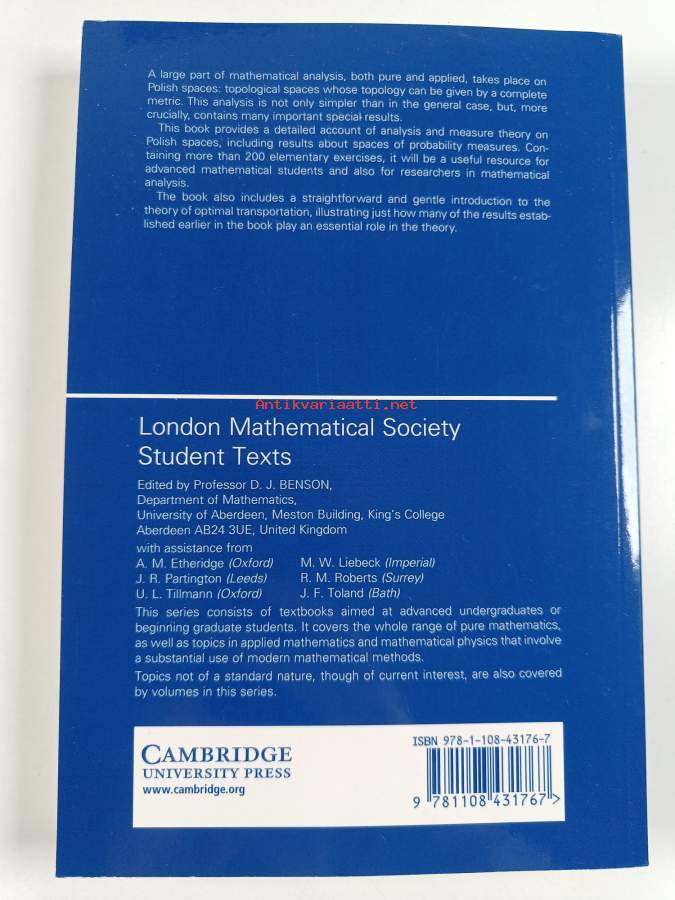 A large part of mathematical analysis, both pure and applied, takes place on
Polish spaces: topological spaces whose topology can be given by a complete
metric. This analysis is not only simpler than in the general case, but, more
crucially, contains many important special results.
This book provides a detailed account of analysis and measure theory on
Polish spaces, including results about spaces of probability measures. Con-
taining more than 200 elementary exercises, it will be a useful resource for
advanced mathematical students and also for researchers in mathematical
analysis.
The book also includes a straightforward and gentle introduction to the
theory of optimal transportation, illustrating just how many of the results estab-
lished earlier in the book play an essential role in the theory.
Antikvariaatti.net
London Mathematical Society
Student Texts
Edited by Professor D. J. BENSON,
Department of Mathematics,
University of Aberdeen, Meston Building, King's College
Aberdeen AB24 3UE, United Kingdom
with assistance from
A. M. Etheridge (Oxford) M. W. Liebeck (Imperial)
J. R. Partington (Leeds) R. M. Roberts (Surrey)
U. L. Tillmann (Oxford) J. F. Toland (Bath)
This series consists of textbooks aimed at advanced undergraduates or
beginning graduate students. It covers the whole range of pure mathematics,
as well as topics in applied mathematics and mathematical physics that involve
a substantial use of modern mathematical methods.
Topics not of a standard nature, though of current interest, are also covered
by volumes in this series.
CAMBRIDGE
UNIVERSITY PRESS
www.cambridge.org
ISBN 978-1-108-43176-7
9 781108 431767 >